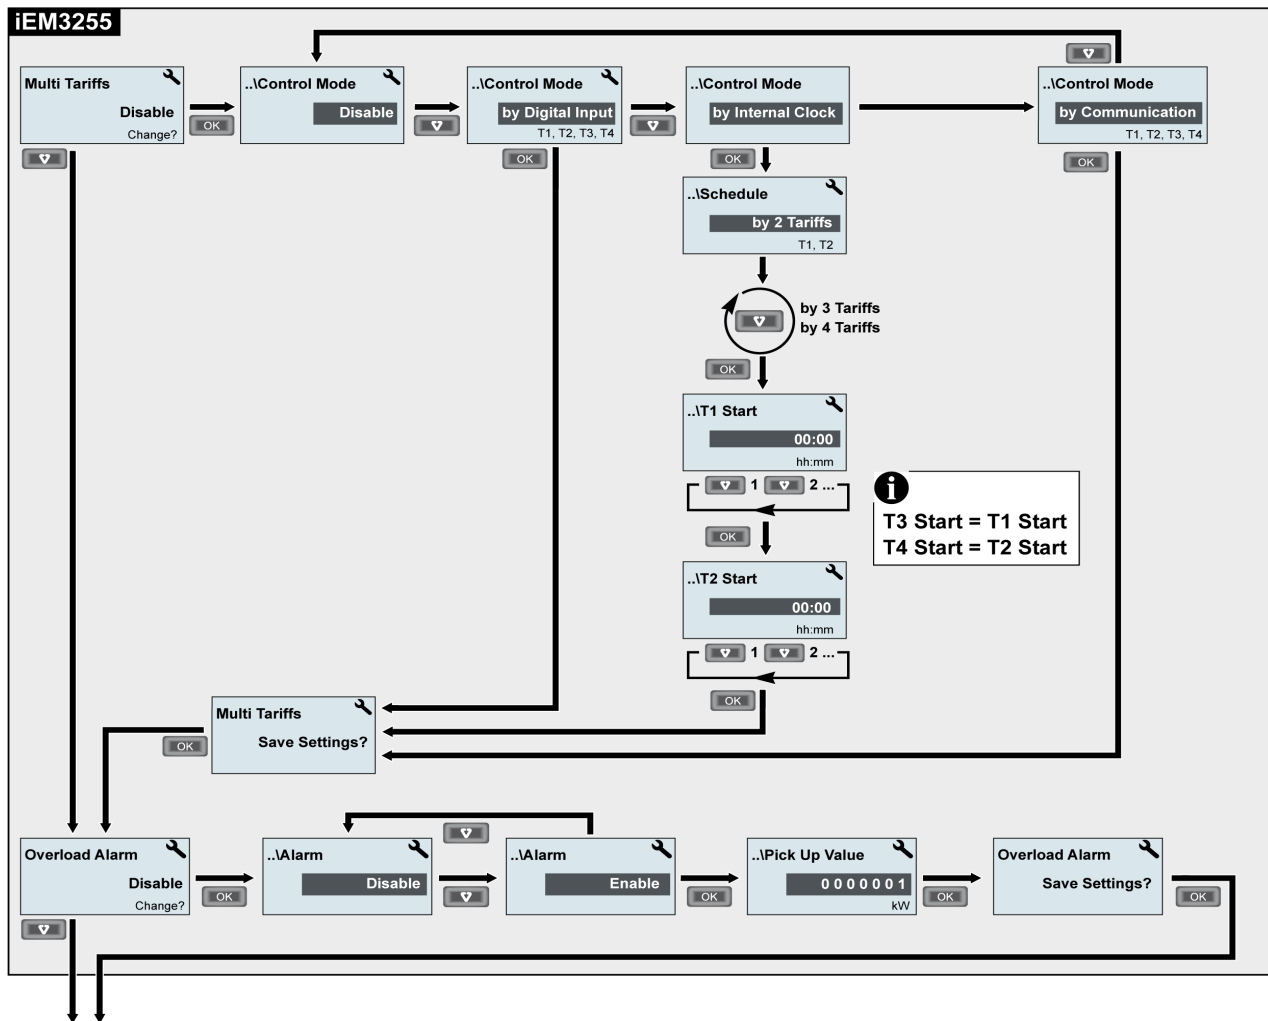 iEM3255
Multi Tariffs
Disable
Change?
OK
..\Control Mode
Disable
..\Control Mode
by Digital Input
T1, T2, T3, T4
OK
..\Control Mode
by Internal Clock
OK
..\Control Mode
by Communication
T1, T2, T3, T4
OK
..\Schedule
by 2 Tariffs
T1, T2
by 3 Tariffs
by 4 Tariffs
OK
..\T1 Start
00:00
hh:mm
1 2 ...
OK
i
T3 Start = T1 Start
T4 Start = T2 Start
..\T2 Start
00:00
hh:mm
1 2 ...
OK
Multi Tariffs
Save Settings?
OK
Overload Alarm
Disable
Change?
OK
..\Alarm
Disable
..\Alarm
Enable
OK
..\Pick Up Value
0 0 0 0 0 0 1
kW
OK
Overload Alarm
Save Settings?
OK